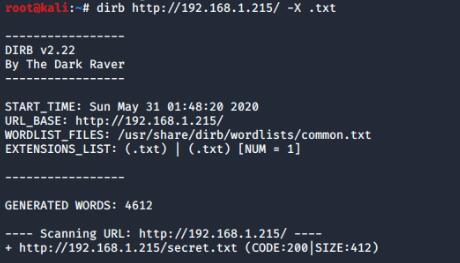 root@kali:~# dirb http://192.168.1.215/ -X .txt
-----------------
DIRB v2.22
By The Dark Raver
-----------------
START_TIME: Sun May 31 01:48:20 2020
URL_BASE: http://192.168.1.215/
WORDLIST_FILES: /usr/share/dirb/wordlists/common.txt
EXTENSIONS_LIST: (.txt) | (.txt) [NUM = 1]
-----------------
GENERATED WORDS: 4612
---- Scanning URL: http://192.168.1.215/ ----
+ http://192.168.1.215/secret.txt (CODE:200|SIZE:412)